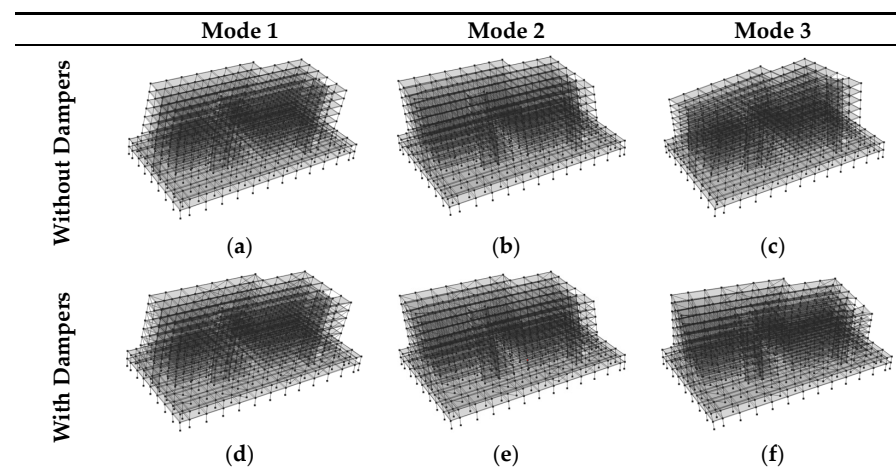 Mode 1 Mode 2 Mode 3
Without Dampers
(a) (b) (c)
With Dampers
(d) (e) (f)